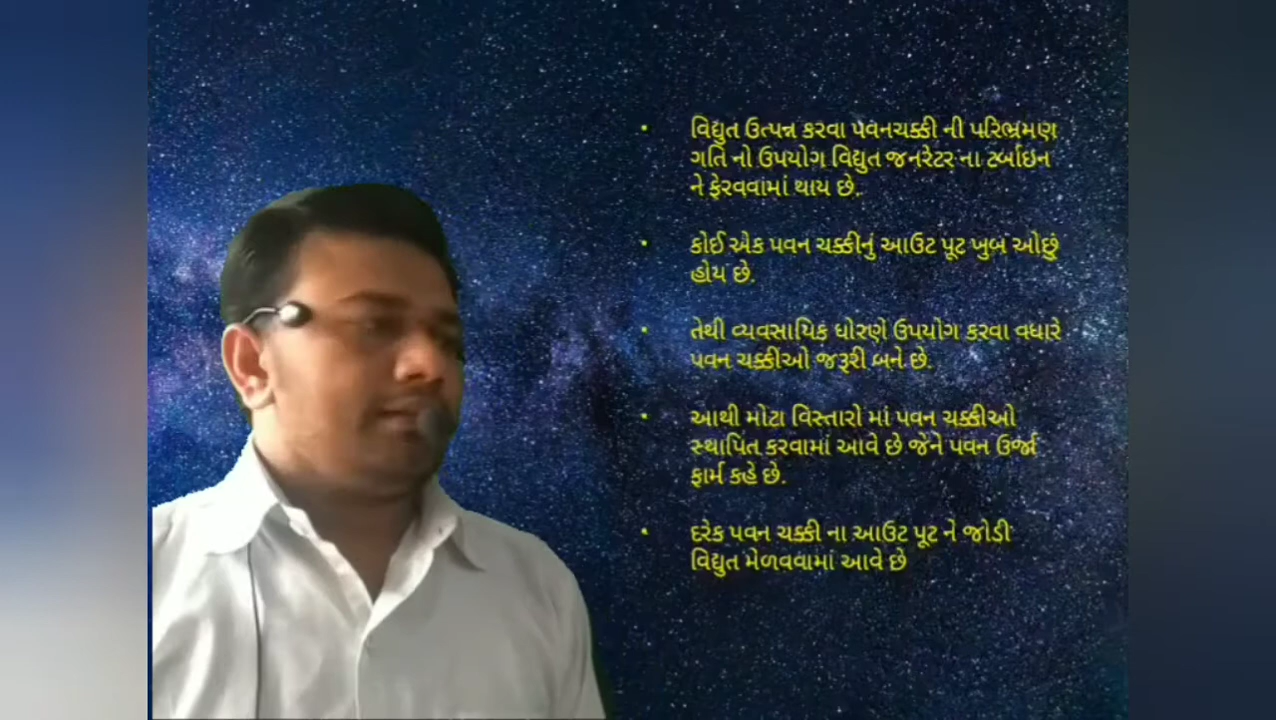 • વિદ્યુત ઉત્પન્ન કરવા પવનચક્કી ની પરિભ્રમણ
ગતિ નો ઉપયોગ વિદ્યુત જનરેટર ના ટર્બાઇન
ને ફેરવવામાં થાય છે.
• કોઈ એક પવન ચક્કીનું આઉટ પૂટ ખુબ ઓછું
હોય છે.
• તેથી વ્યવસાયિક ધોરણે ઉપયોગ કરવા વધારે
પવન ચક્કીઓ જરૂરી બને છે.
• આથી મોટા વિસ્તારો માં પવન ચક્કીઓ
સ્થાપિત કરવામાં આવે છે જેને પવન ઉર્જા
ફાર્મ કહે છે.
• દરેક પવન ચક્કી ના આઉટ પૂટ ને જોડી
વિદ્યુત મેળવવામાં આવે છે